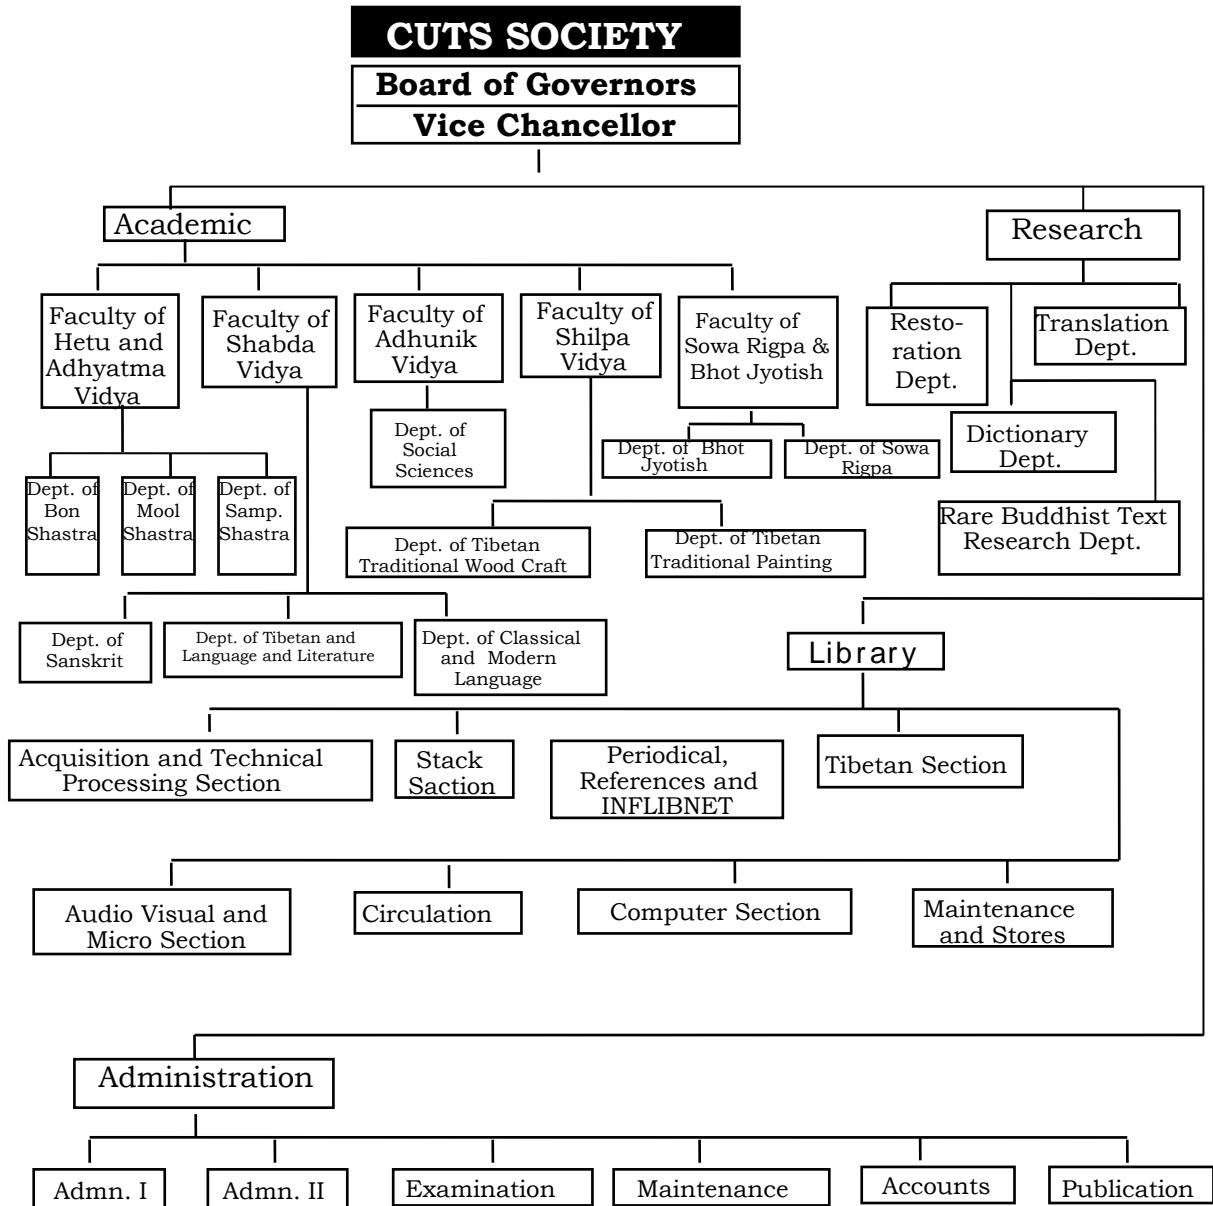 CUTS SOCIETY
Board of Governors
Vice Chancellor
Academic
Research
Faculty of
Hetu and
Adhyatma
Vidya
Faculty of
Shabda
Vidya
Faculty of
Adhunik
Vidya
Faculty of
Shilpa
Vidya
Faculty of
Sowa Rigpa &
Bhot Jyotish
Resto-
ration
Dept.
Translation
Dept.
Dept. of
Social
Sciences
Dept. of Bhot
Jyotish
Dept. of Sowa
Rigpa
Dictionary
Dept.
Dept. of
Bon
Shastra
Dept. of
Mool
Shastra
Dept. of
Samp.
Shastra
Rare Buddhist Text
Research Dept.
Dept. of Tibetan
Traditional Wood Craft
Dept. of Tibetan
Traditional Painting
Dept. of
Sanskrit
Dept. of Tibetan and
Language and Literature
Dept. of Classical
and Modern
Language
Library
Acquisition and Technical
Processing Section
Stack
Saction
Periodical,
References and
INFLIBNET
Tibetan Section
Audio Visual and
Micro Section
Circulation
Computer Section
Maintenance
and Stores
Administration
Admn. I
Admn. II
Examination
Maintenance
Accounts
Publication